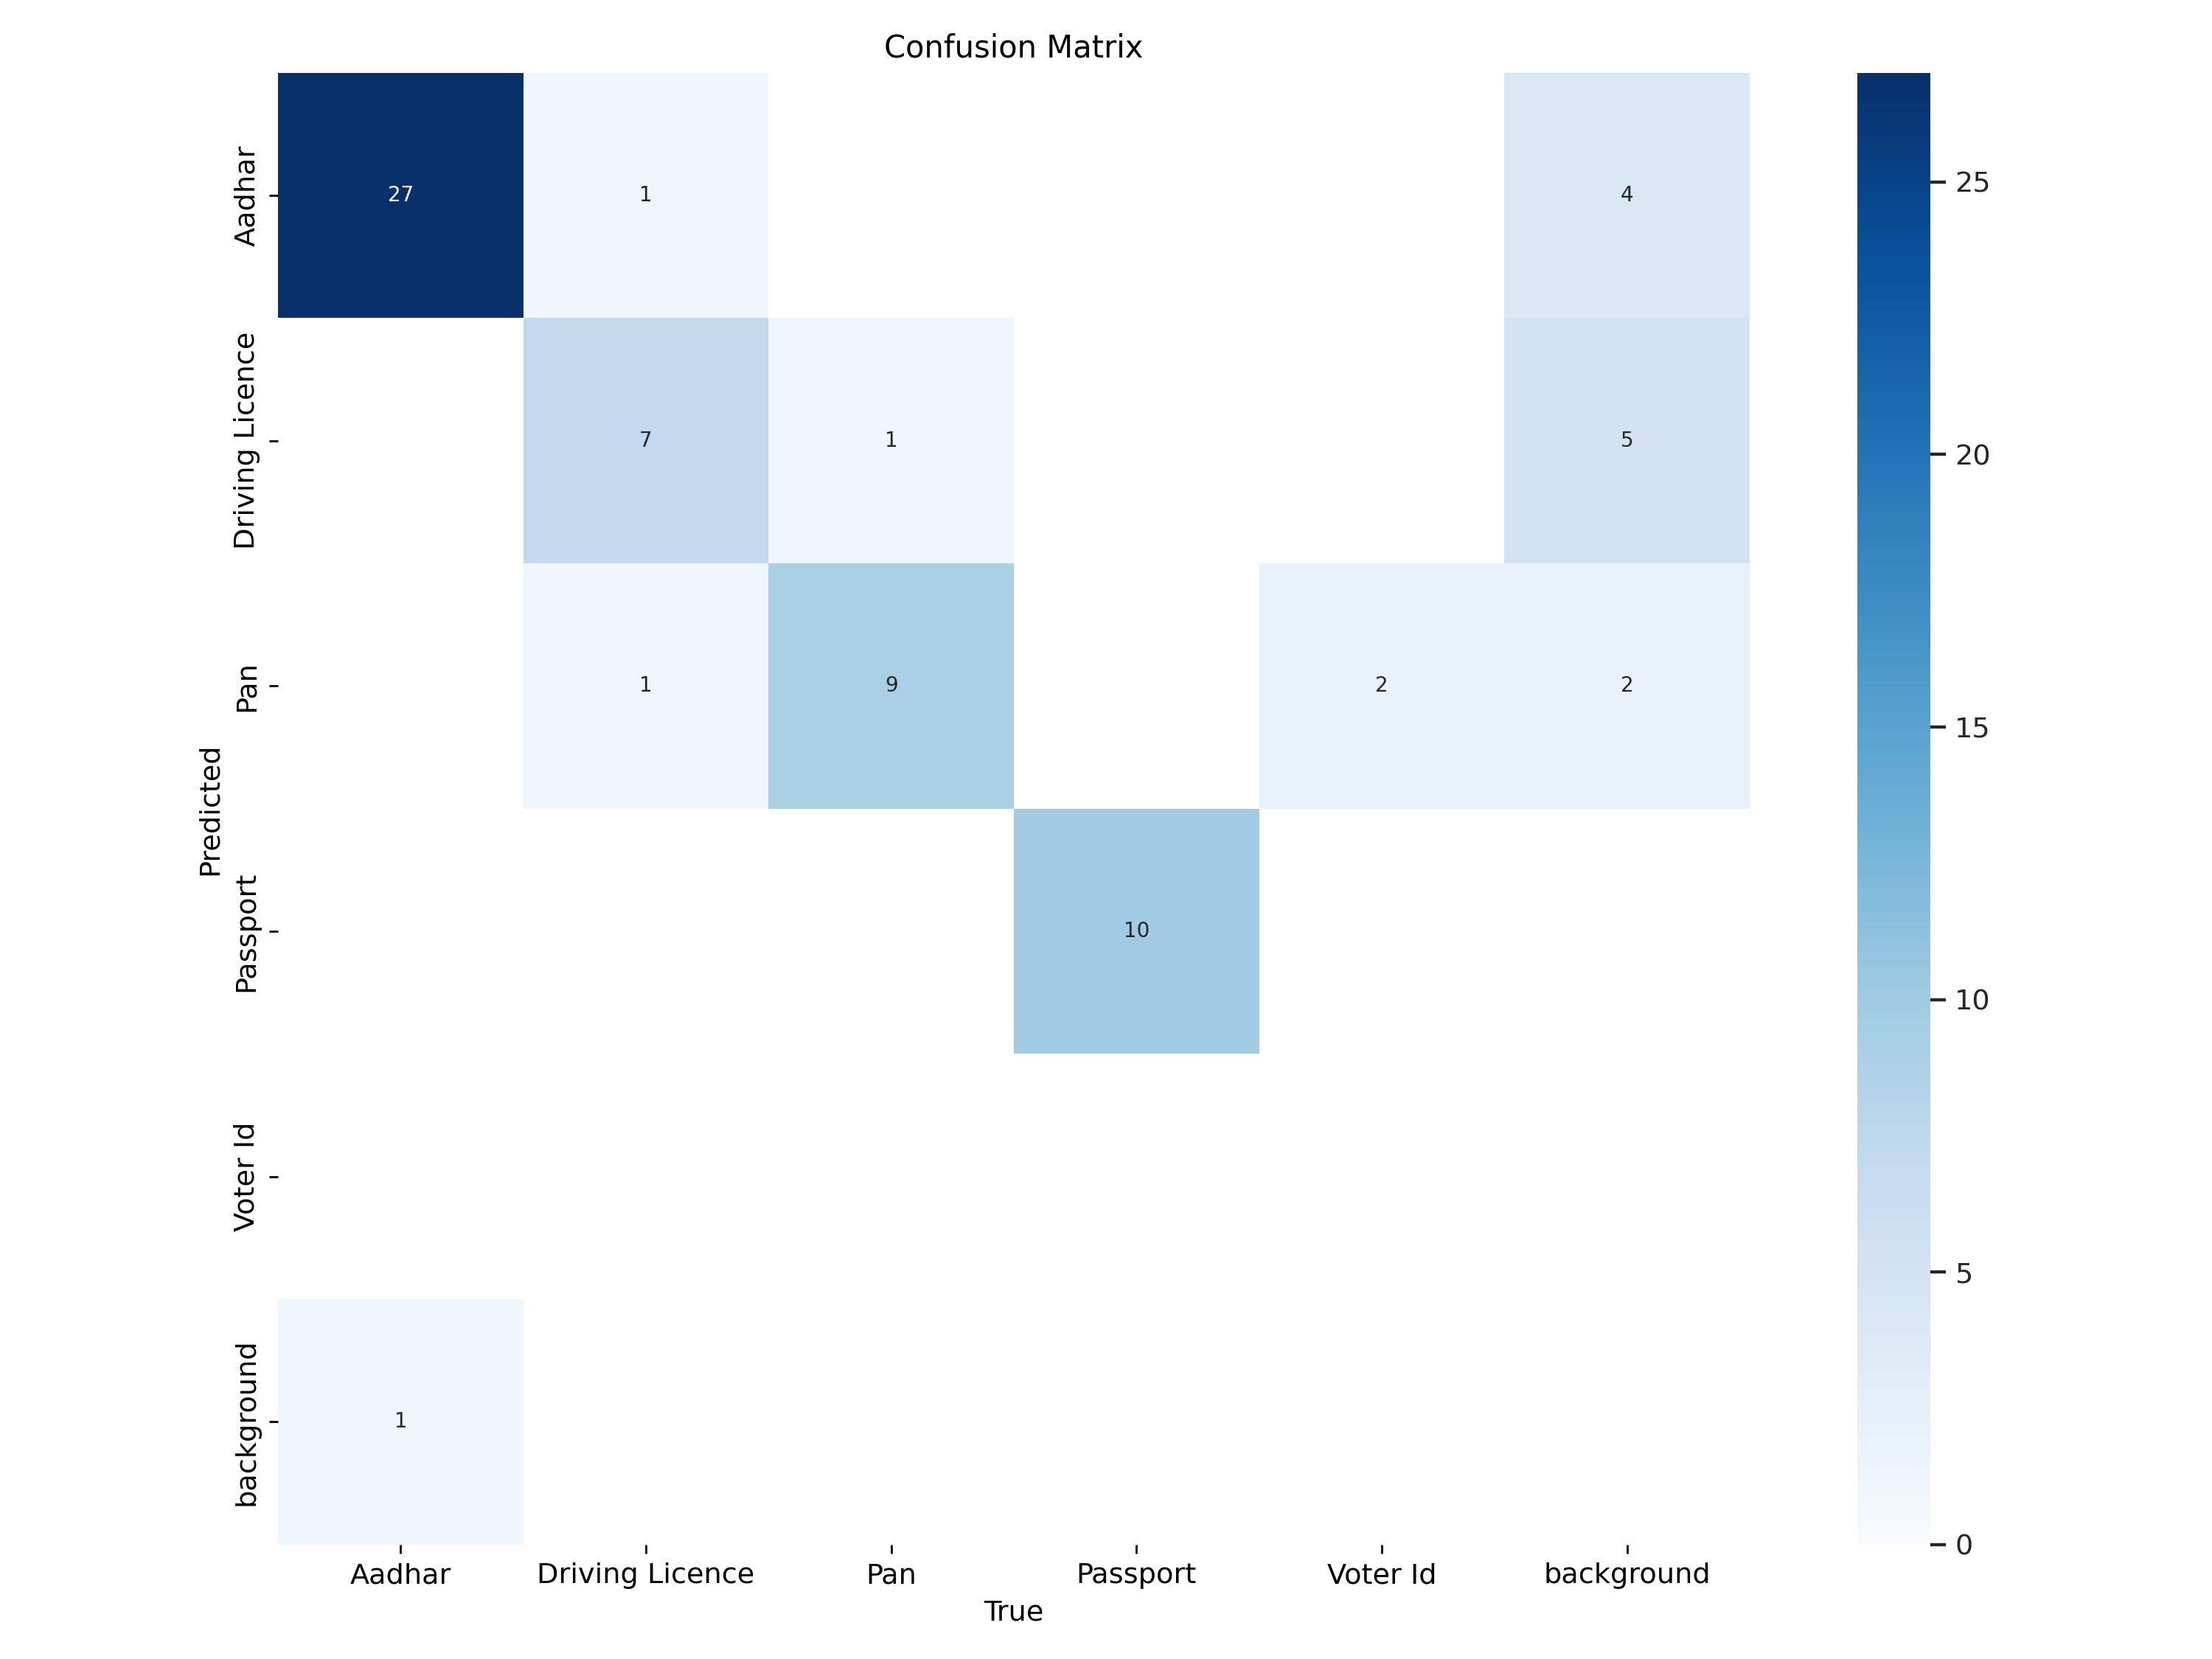 Confusion Matrix
Aadhar
27
1
4
25
Driving Licence
7
1
5
20
Pan
1
9
2
2
15
Predicted
Passport
10
10
Voter Id
5
background
1
0
Aadhar
Driving Licence
Pan
Passport
Voter Id
background
True